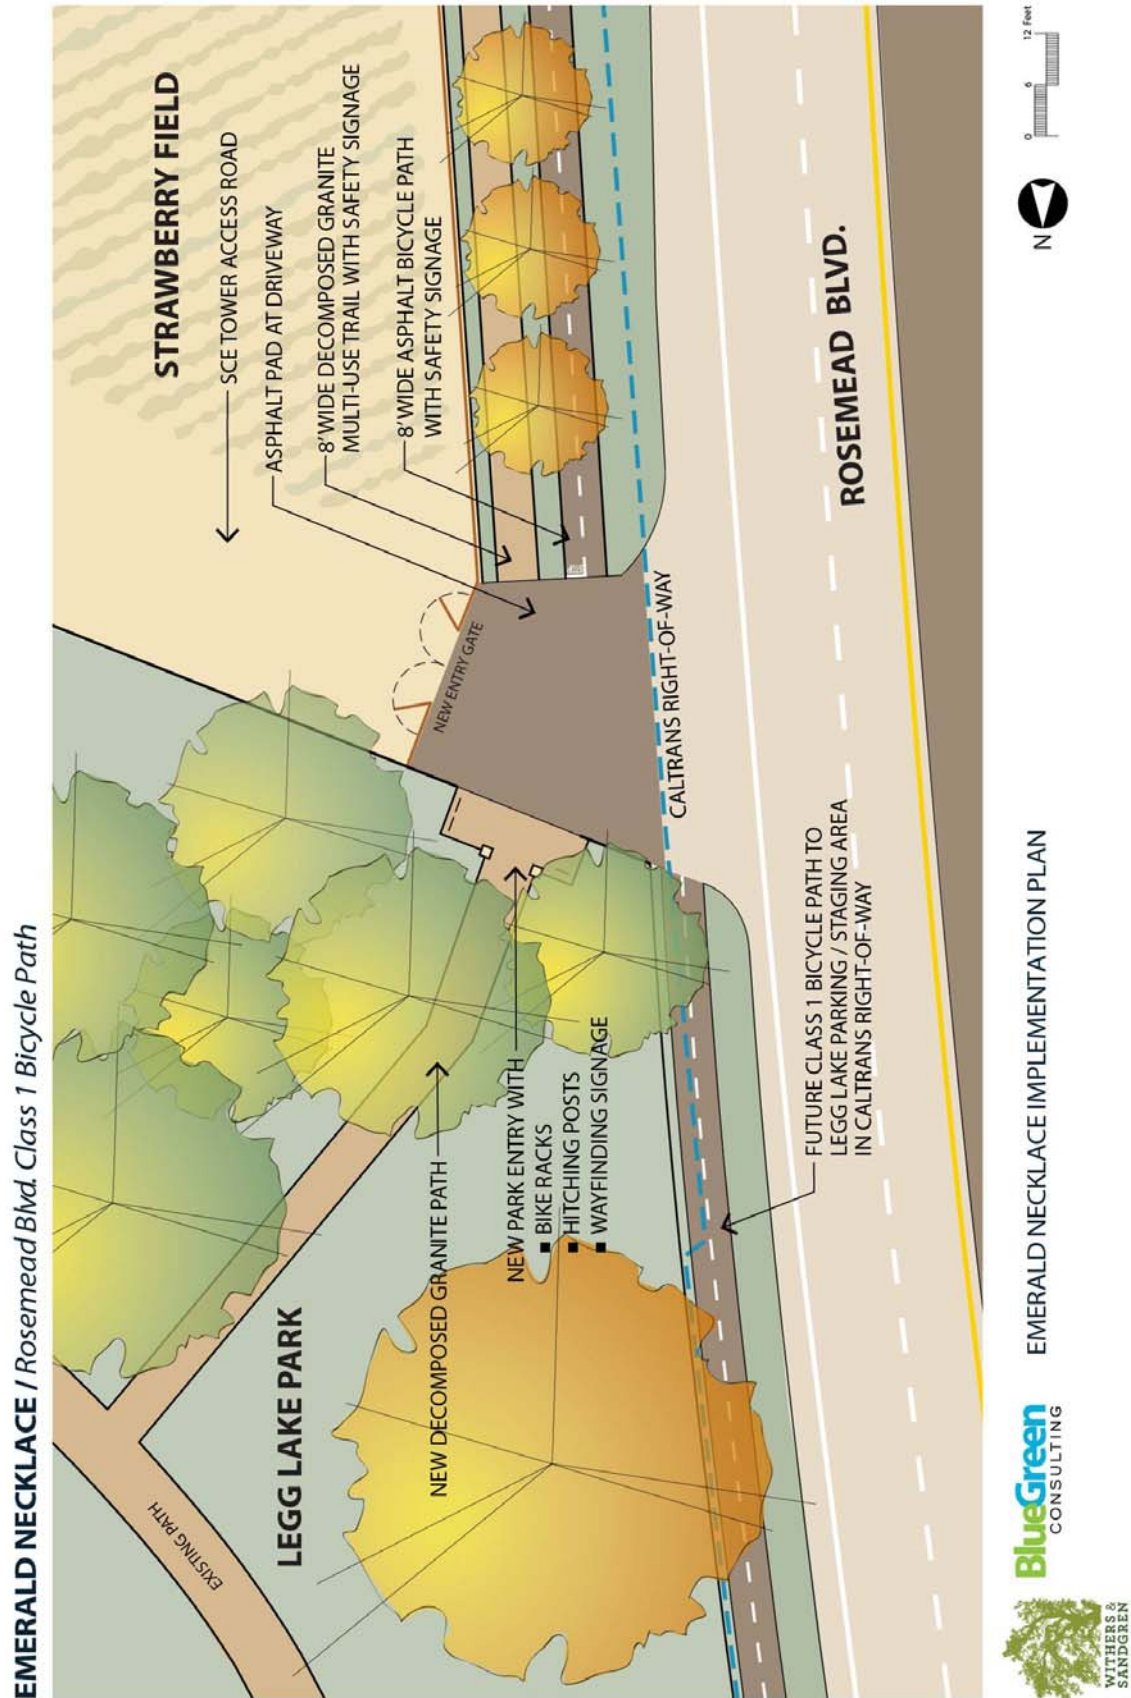 EMERALD NECKLACE / Rosemead Blvd. Class 1 Bicycle Path
STRAWBERRY FIELD
SCE TOWER ACCESS ROAD
ASPHALT PAD AT DRIVEWAY
8' WIDE DECOMPOSED GRANITE
MULTI-USE TRAIL WITH SAFETY SIGNAGE
8' WIDE ASPHALT BICYCLE PATH
WITH SAFETY SIGNAGE
NEW ENTRY GATE
CALTRANS RIGHT-OF-WAY
ROSEMEAD BLVD.
EXISTING PATH
LEGG LAKE PARK
NEW DECOMPOSED GRANITE PATH
NEW PARK ENTRY WITH
■ BIKE RACKS
■ HITCHING POSTS
■ WAYFINDING SIGNAGE
FUTURE CLASS 1 BICYCLE PATH TO
LEGG LAKE PARKING / STAGING AREA
IN CALTRANS RIGHT-OF-WAY
WITHERS &
SANDGREN
BlueGreen
CONSULTING
EMERALD NECKLACE IMPLEMENTATION PLAN
N
0 6 12 Feet